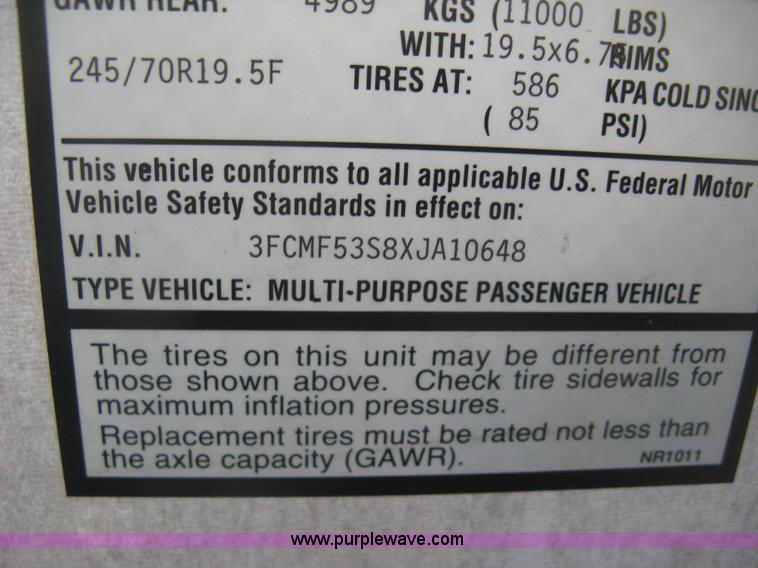 GAWR REAR: 4989 KGS (11000 LBS)
WITH: 19.5x6.75 RIMS
245/70R19.5F TIRES AT: 586 KPA COLD
( 85 PSI)
This vehicle conforms to all applicable U.S. Federal Motor
Vehicle Safety Standards in effect on:
V.I.N. 3FCMF53S8XJA10648
TYPE VEHICLE: MULTI-PURPOSE PASSENGER VEHICLE
The tires on this unit may be different from
those shown above. Check tire sidewalls for
maximum inflation pressures.
Replacement tires must be rated not less than
the axle capacity (GAWR). NR1011
www.purplewave.com